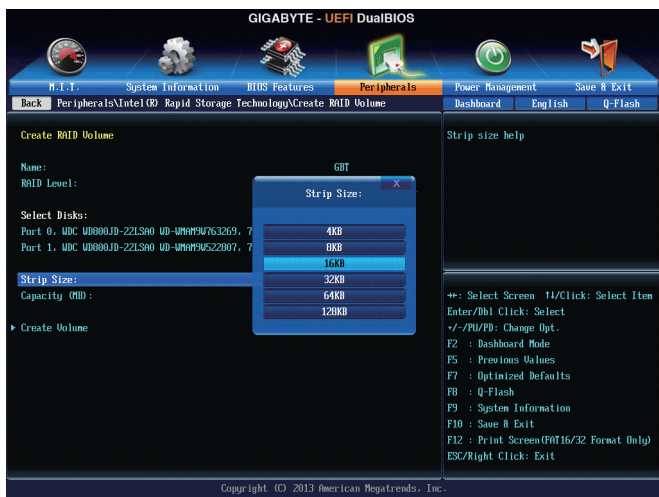 GIGABYTE - UEFI DualBIOS
M.I.T.
System Information
BIOS Features
Peripherals
Power Management
Save & Exit
Back
Peripherals\Intel(R) Rapid Storage Technology\Create RAID Volume
Dashboard
English
Q-Flash
Create RAID Volume
Name:
GBT
RAID Level:
Select Disks:
Port 0, WDC WD800JD-22LSA0 WD-WMAM9W763269, 7
Port 1, WDC WD800JD-22LSA0 WD-WMAM9W522807, 7
Strip Size:
Capacity (MB):
Create Volume
Strip Size:
X
4KB
8KB
16KB
32KB
64KB
128KB
Strip size help
: Select Screen ↑↓/Click: Select Item
Enter/Dbl Click: Select
+/-/PU/PD: Change Opt.
F2 : Dashboard Mode
F5 : Previous Values
F7 : Optimized Defaults
F8 : Q-Flash
F9 : System Information
F10 : Save & Exit
F12 : Print Screen(FAT16/32 Format Only)
ESC/Right Click: Exit
Copyright (C) 2013 American Megatrends, Inc.